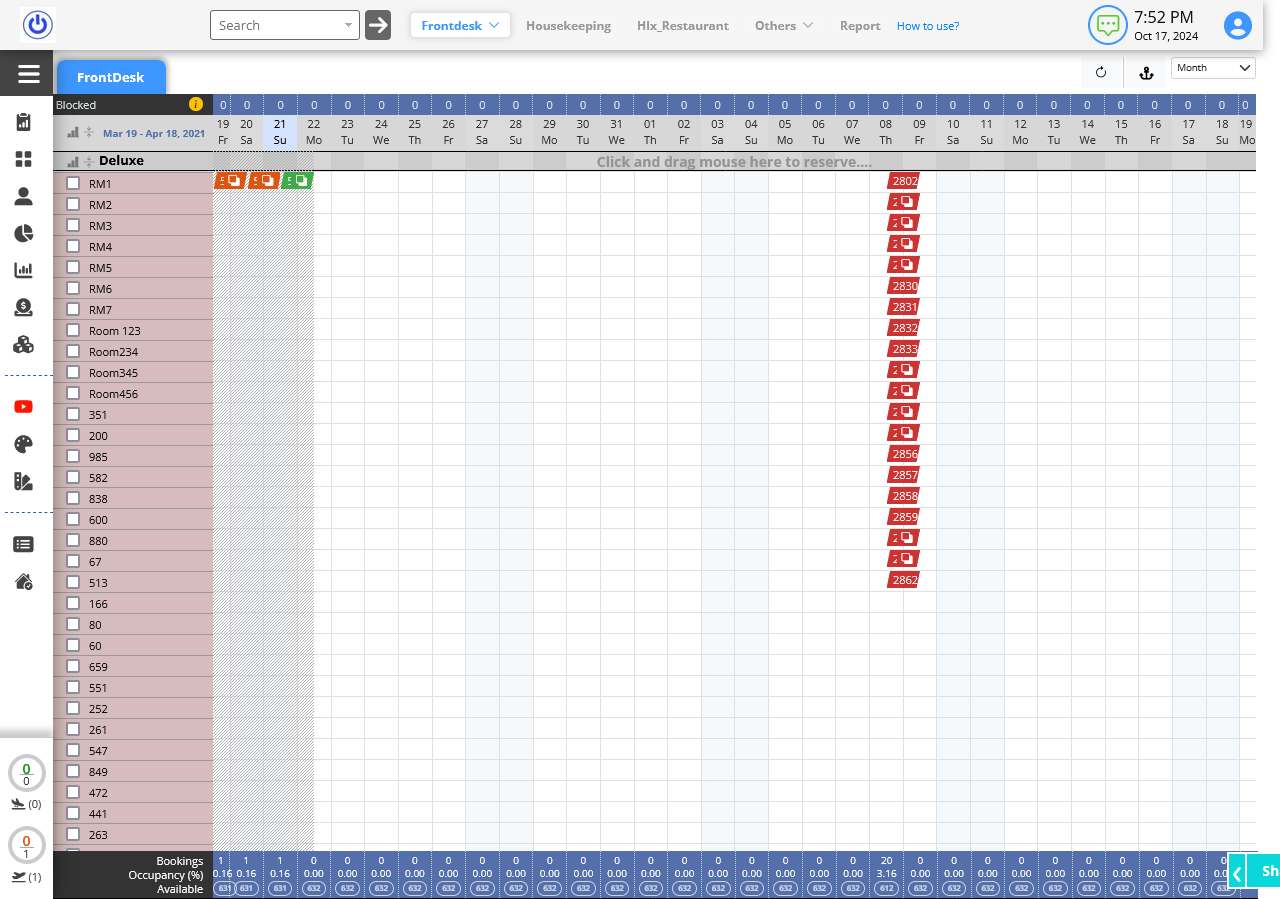 Search
Frontdesk
Housekeeping
Hlx_Restaurant
Others
Report
How to use?
7:52 PM
Oct 17, 2024
FrontDesk
Month
Blocked 0 0 0 0 0 0 0 0 0 0 0 0 0 0 0 0 0 0 0 0 0 0 0 0 0 0 0 0 0 0 0 0
Mar 19 - Apr 18, 2021
19 20 21 22 23 24 25 26 27 28 29 30 31 01 02 03 04 05 06 07 08 09 10 11 12 13 14 15 16 17 18 19
Fr Sa Su Mo Tu We Th Fr Sa Su Mo Tu We Th Fr Sa Su Mo Tu We Th Fr Sa Su Mo Tu We Th Fr Sa Su Mo
Deluxe Click and drag mouse here to reserve....
RM1 2802
RM2
RM3
RM4
RM5
RM6 2830
RM7 2831
Room 123 2832
Room234 2833
Room345
Room456
351
200
985 2856
582 2857
838 2858
600 2859
880
67
513 2862
166
80
60
659
551
252
261
547
849
472
441
263
0
0
(0)
0
1
(1)
Bookings 1 1 1 0 0 0 0 0 0 0 0 0 0 0 0 0 0 0 0 0 20 0 0 0 0 0 0 0 0 0 0
Occupancy (%) 0.16 0.16 0.16 0.00 0.00 0.00 0.00 0.00 0.00 0.00 0.00 0.00 0.00 0.00 0.00 0.00 0.00 0.00 0.00 0.00 3.16 0.00 0.00 0.00 0.00 0.00 0.00 0.00 0.00 0.00
Available 631 631 631 632 632 632 632 632 632 632 632 632 632 632 632 632 632 632 632 632 612 632 632 632 632 632 632 632 632 632
Sh